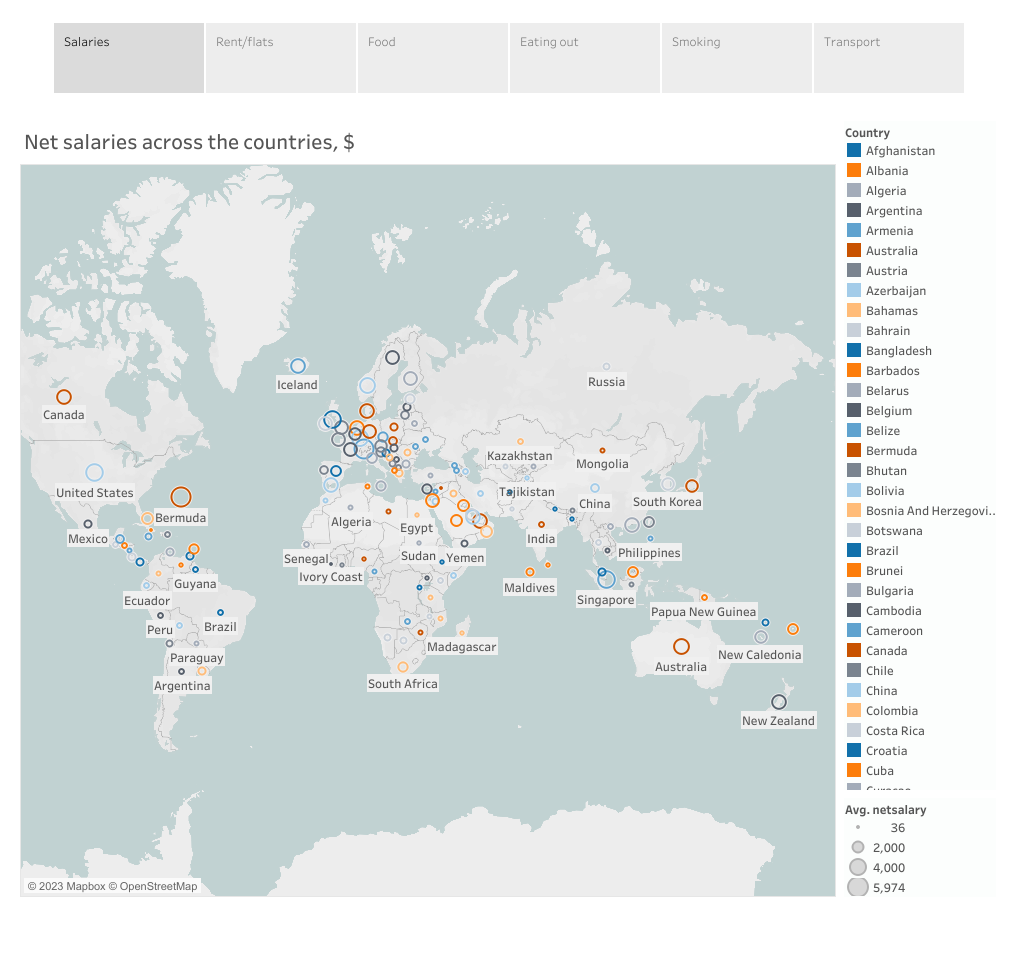 Salaries
Rent/flats
Food
Eating out
Smoking
Transport
Net salaries across the countries, $
Iceland
Russia
Canada
Kazakhstan
Mongolia
United States
Tajikistan
China
South Korea
Bermuda
Mexico
Algeria
Egypt
India
Philippines
Senegal
Sudan
Yemen
Ivory Coast
Guyana
Maldives
Ecuador
Singapore
Papua New Guinea
Peru
Brazil
Madagascar
New Caledonia
Paraguay
Australia
Argentina
South Africa
New Zealand
© 2023 Mapbox © OpenStreetMap
Country
Afghanistan
Albania
Algeria
Argentina
Armenia
Australia
Austria
Azerbaijan
Bahamas
Bahrain
Bangladesh
Barbados
Belarus
Belgium
Belize
Bermuda
Bhutan
Bolivia
Bosnia And Herzegovi..
Botswana
Brazil
Brunei
Bulgaria
Cambodia
Cameroon
Canada
Chile
China
Colombia
Costa Rica
Croatia
Cuba
Curacao
Avg. netsalary
36
2,000
4,000
5,974